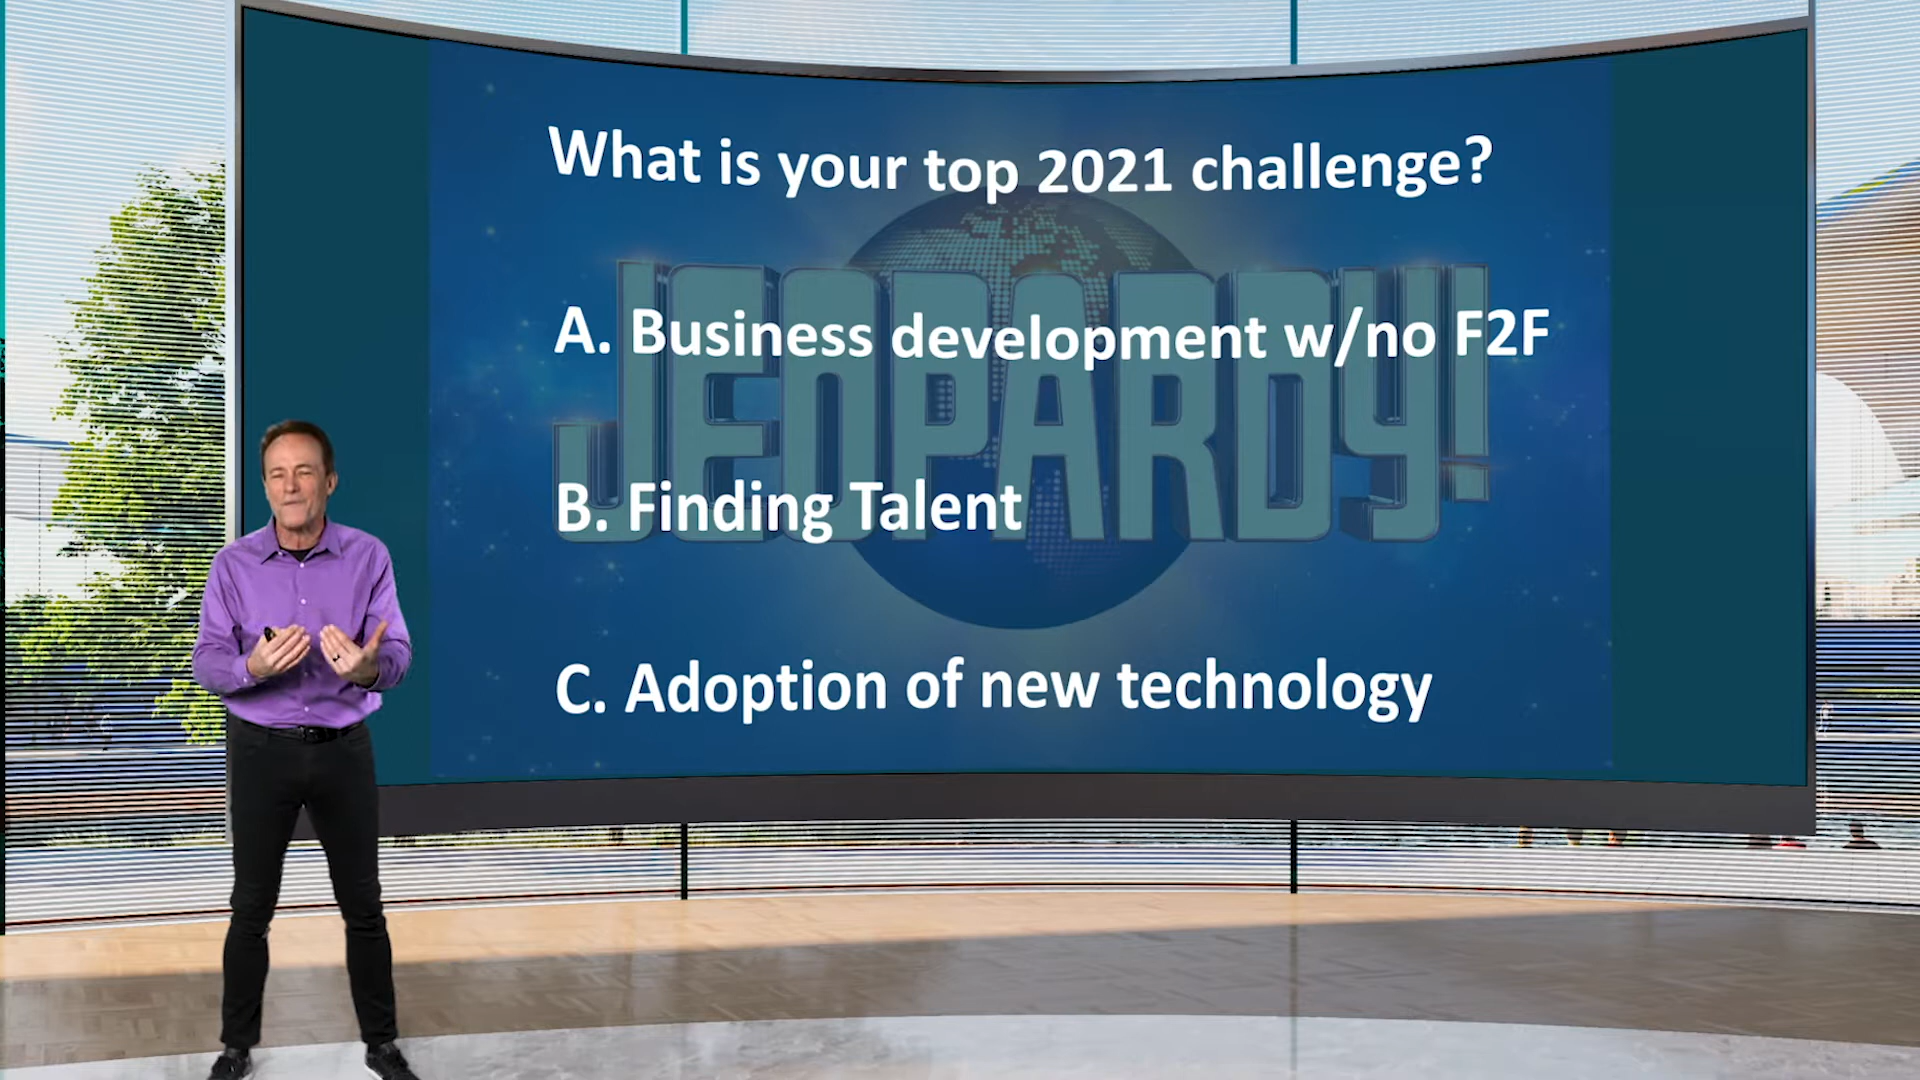 What is your top 2021 challenge?
JEOPARDY!
A. Business development w/no F2F
B. Finding Talent
C. Adoption of new technology